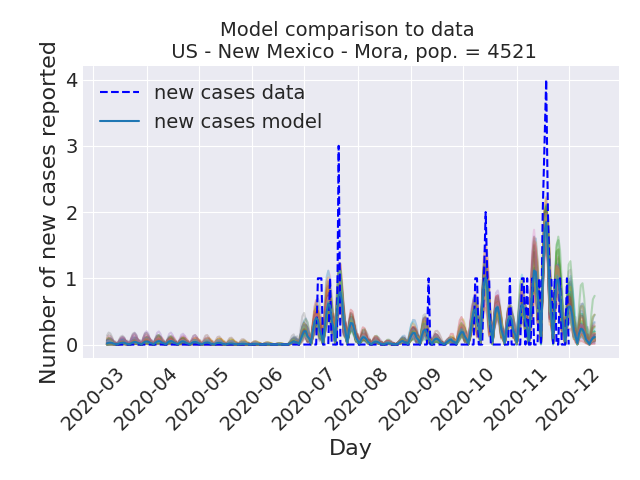 Model comparison to data
US - New Mexico - Mora, pop. = 4521
Number of new cases reported
4
3
2
1
0
new cases data
new cases model
2020-03
2020-04
2020-05
2020-06
2020-07
2020-08
2020-09
2020-10
2020-11
2020-12
Day